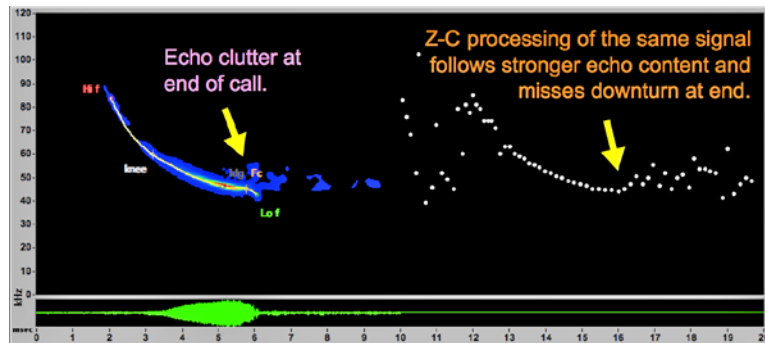 120
110
100
90
80
70
60
50
40
30
20
10
0
kHz
Echo clutter at
end of call.
Z-C processing of the same signal
follows stronger echo content and
misses downturn at end.
Hi f
knee
Fc
Lo f
msec
0 1 2 3 4 5 6 7 8 9 10 11 12 13 14 15 16 17 18 19 20